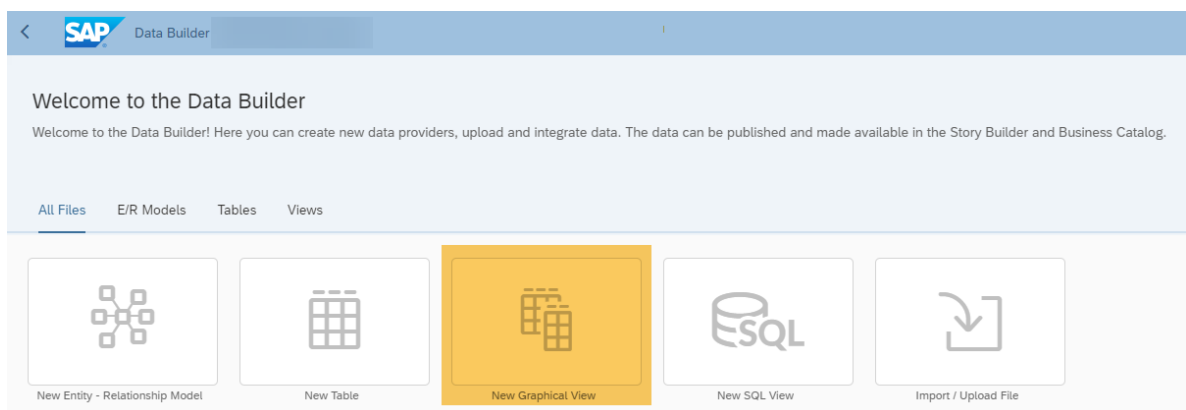 SAP Data Builder
Welcome to the Data Builder
Welcome to the Data Builder! Here you can create new data providers, upload and integrate data. The data can be published and made available in the Story Builder and Business Catalog.
All Files E/R Models Tables Views
SQL
New Entity - Relationship Model New Table New Graphical View New SQL View Import / Upload File